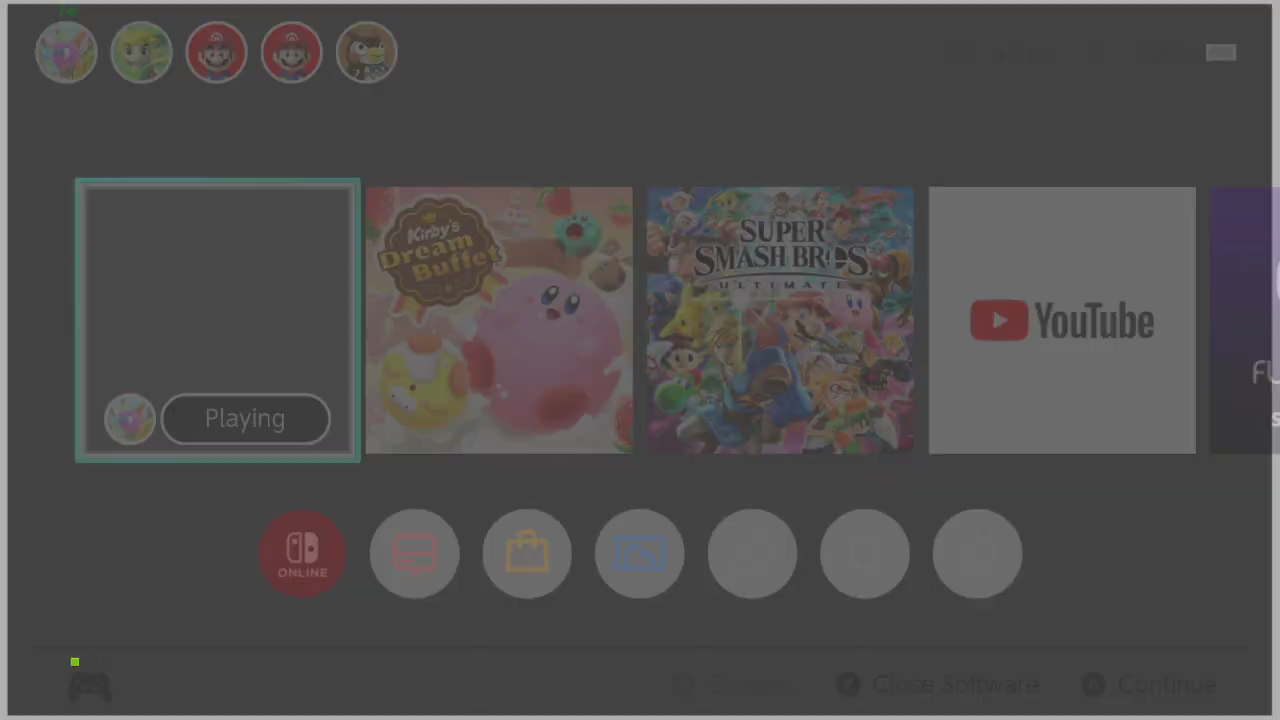 Kirby's
Dream
Buffet
SUPER
SMASH BROS.
ULTIMATE
YouTube
Playing
ONLINE
Close Software
Continue